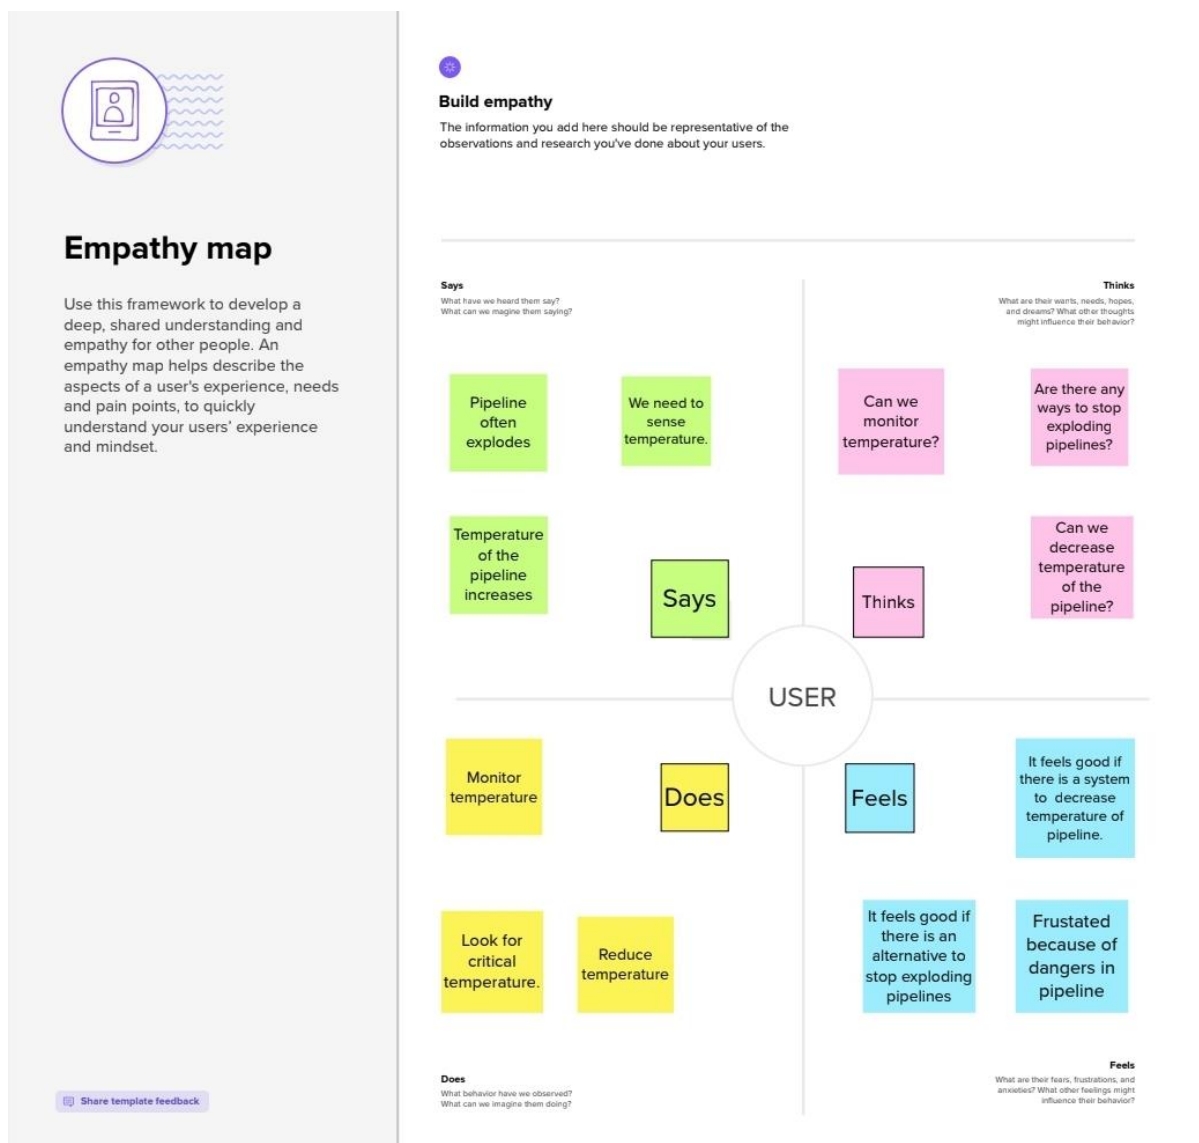 Empathy map
Use this framework to develop a
deep, shared understanding and
empathy for other people. An
empathy map helps describe the
aspects of a user's experience, needs
and pain points, to quickly
understand your users' experience
and mindset.
Share template feedback
Build empathy
The information you add here should be representative of the
observations and research you've done about your users.
Says
What have we heard them say?
What can we magine them saying?
Pipeline
often
explodes
We need to
sense
temperature.
Temperature
of the
pipeline
increases
Says
Thinks
What are their wants, needs, hopes,
and dreams? What other thoughts
might influence their behavior?
Can we
monitor
temperature?
Are there any
ways to stop
exploding
pipelines?
Can we
decrease
temperature
of the
pipeline?
Thinks
USER
Monitor
temperature
Does
Look for
critical
temperature.
Reduce
temperature
Does
What behavior have we observed?
What can we imagine them doing?
Feels
It feels good if
there is a system
to decrease
temperature of
pipeline.
It feels good if
there is an
alternative to
stop exploding
pipelines
Frustated
because of
dangers in
pipeline
Feels
What are their fears, frustrations, and
anxieties? What other feelings might
influence their behavior?